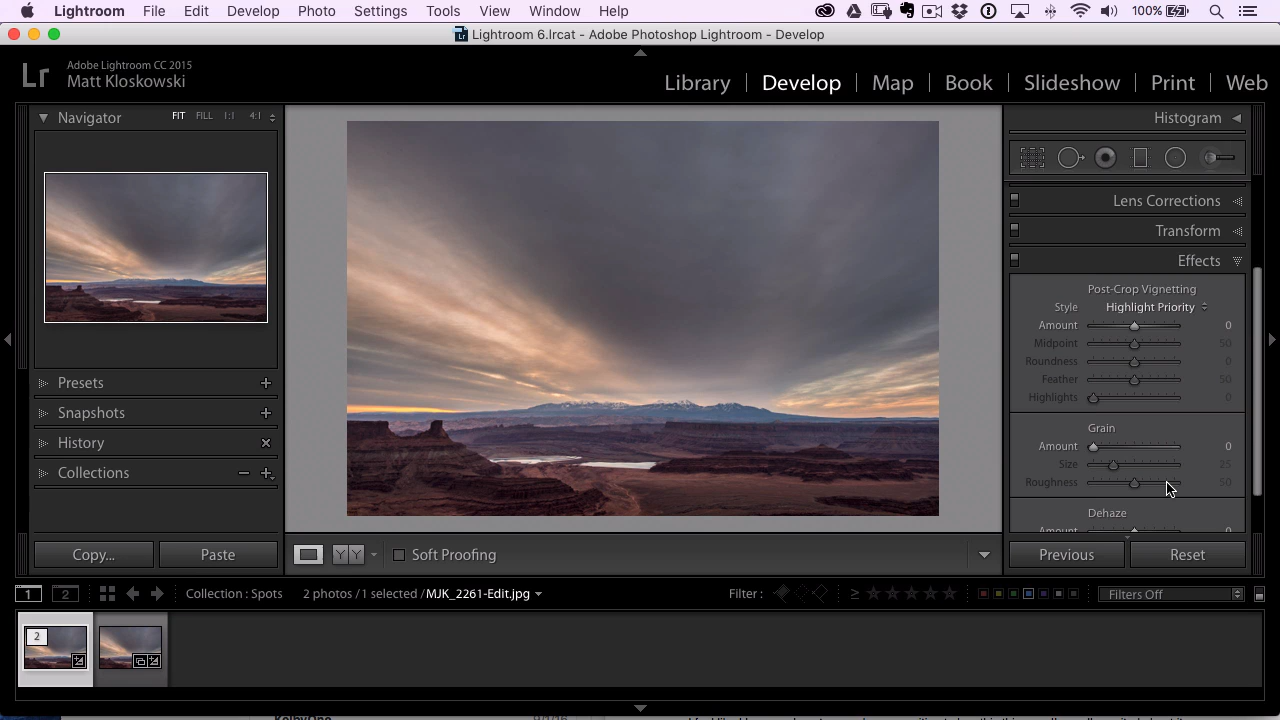 Lightroom File Edit Develop Photo Settings Tools View Window Help 100%
Lightroom 6.lrcat - Adobe Photoshop Lightroom - Develop
Lr Adobe Lightroom CC 2015
Matt Kloskowski
Library | Develop | Map | Book | Slideshow | Print | Web
Navigator FIT FILL 1:1 4:1
Histogram
Lens Corrections
Transform
Effects
Post-Crop Vignetting
Style Highlight Priority
Amount 0
Midpoint 50
Roundness 0
Feather 50
Highlights 0
Grain
Amount 0
Size 25
Roughness 50
Dehaze
Amount 0
Presets
Snapshots
History
Collections
Copy... Paste
YY Soft Proofing
Previous Reset
1 2 Collection : Spots 2 photos / 1 selected / MJK_2261-Edit.jpg Filter : Filters Off
2